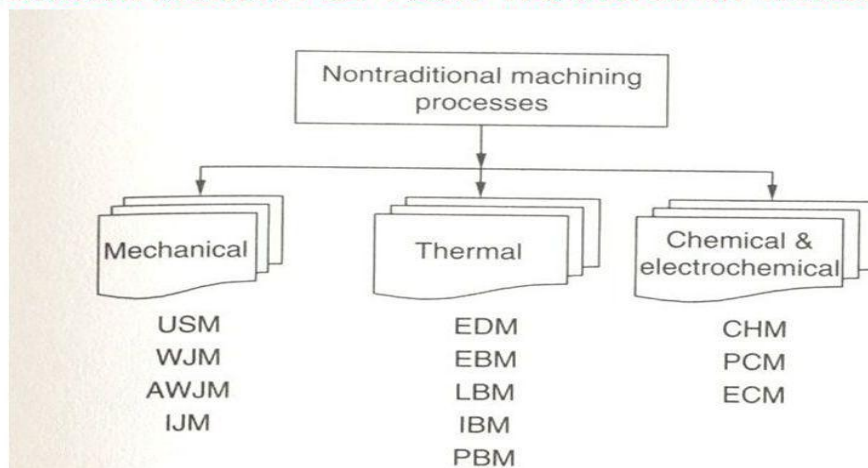 Nontraditional machining
processes
Mechanical
Thermal
Chemical &
electrochemical
USM
WJM
AWJM
IJM
EDM
EBM
LBM
IBM
PBM
CHM
PCM
ECM